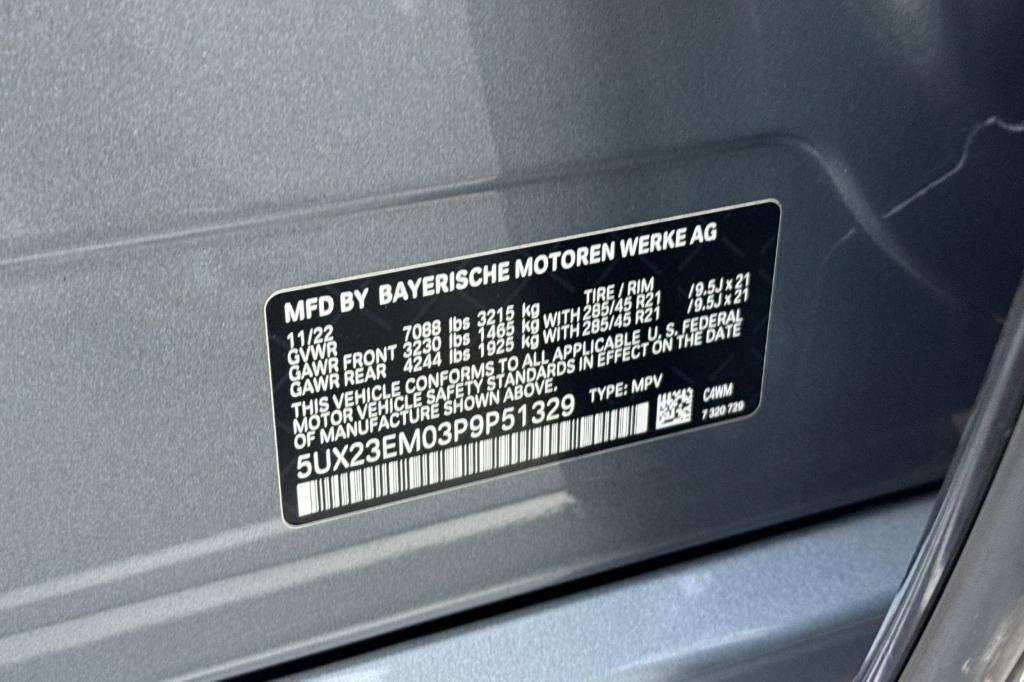 MFD BY BAYERISCHE MOTOREN WERKE AG
11/22 TIRE / RIM
GVWR 7088 lbs 3215 kg
GAWR FRONT 3230 lbs 1465 kg WITH 285/45 R21 /9.5J x 21
GAWR REAR 4244 lbs 1925 kg WITH 285/45 R21 /9.5J x 21
THIS VEHICLE CONFORMS TO ALL APPLICABLE U. S. FEDERAL
MOTOR VEHICLE SAFETY STANDARDS IN EFFECT ON THE DATE
OF MANUFACTURE SHOWN ABOVE.
5UX23EM03P9P51329 TYPE: MPV
C4WM
7 320 729